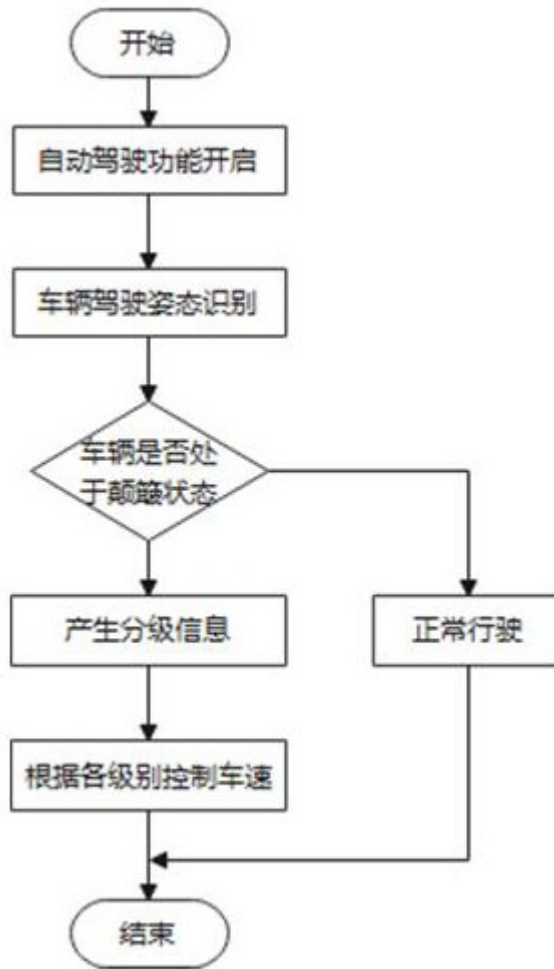 开始
自动驾驶功能开启
车辆驾驶姿态识别
车辆是否处
于颠簸状态
产生分级信息
正常行驶
根据各级别控制车速
结束